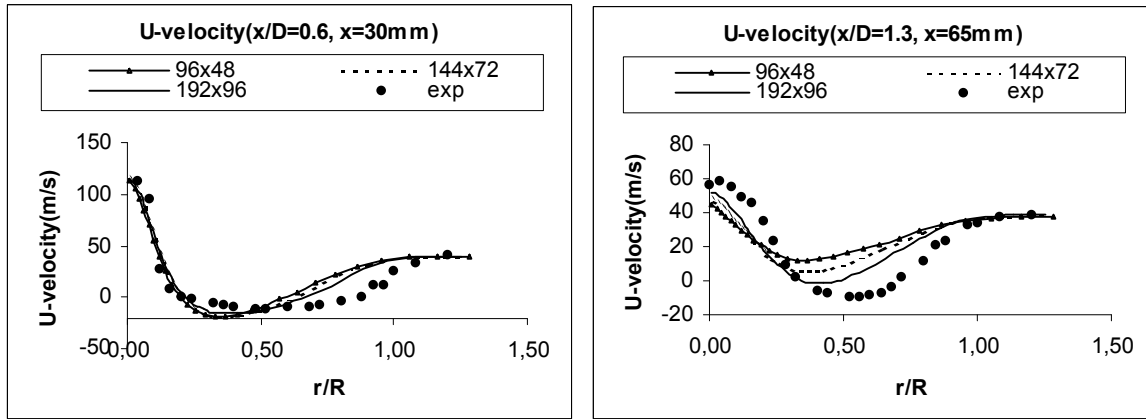 U-velocity(x/D=0.6, x=30mm)
96x48 144x72
192x96 exp
150
100
50
0
-50
U-velocity(m/s)
0,00 0,50 1,00 1,50
r/R
U-velocity(x/D=1.3, x=65mm)
96x48 144x72
192x96 exp
80
60
40
20
0
-20
U-velocity(m/s)
0,00 0,50 1,00 1,50
r/R